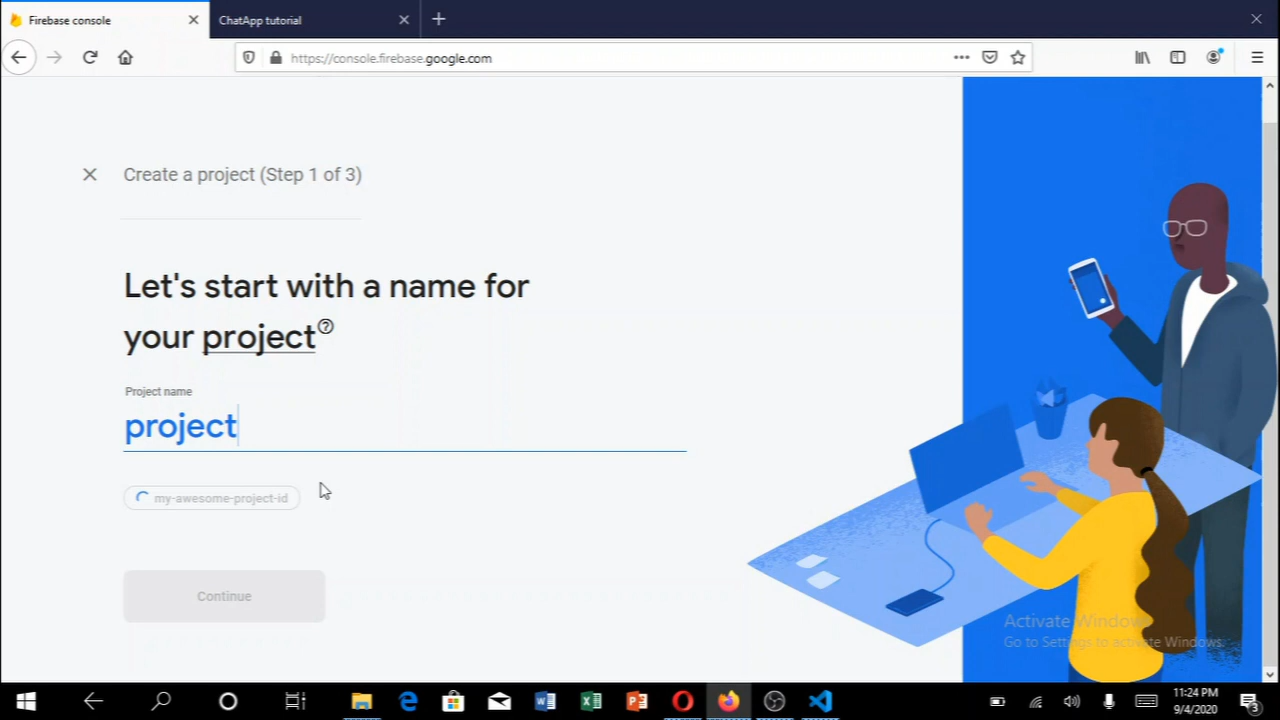 Firebase console
ChatApp tutorial
https://console.firebase.google.com
Create a project (Step 1 of 3)
Let's start with a name for
your project
Project name
project
my-awesome-project-id
Continue
Activate Windows
Go to Settings to activate Windows.
11:24 PM
9/4/2020
3